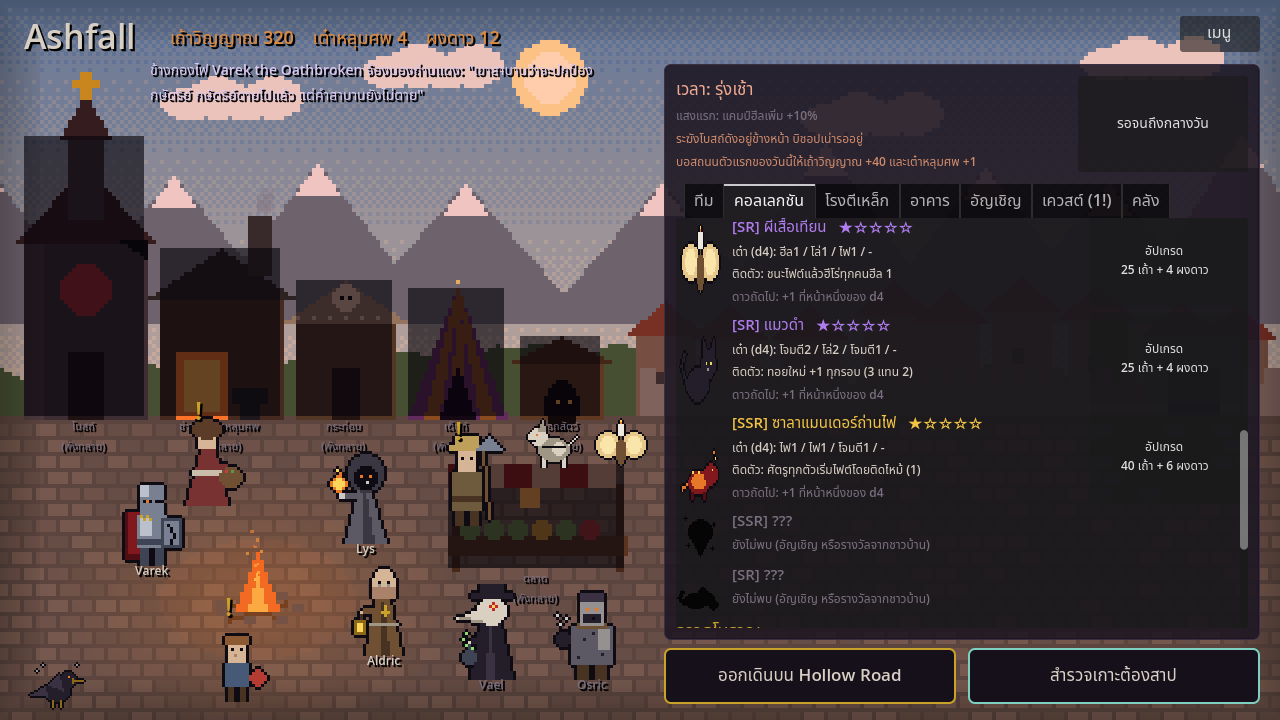 Ashfall
เถ้าวิญญาณ 320 เต๋าหลุมศพ 4 ผงดาว 12
เมนู
ข้างกองไฟ Varek the Oathbroken จ้องมองถ่านแดง: "เขาสาบานว่าจะปกป้อง
กษัตริย์ กษัตริย์ตายไปแล้ว แต่คำสาบานยังไม่ตาย"
เวลา: รุ่งเช้า
แสงแรก: แคมป์ฮีลเพิ่ม +10%
ระฆังโบสถ์ดังอยู่ข้างหน้า บิชอปเน่ารออยู่
บอสถนนตัวแรกของวันนี้ให้เถ้าวิญญาณ +40 และเต๋าหลุมศพ +1
รอจนถึงกลางวัน
ทีม
คอลเลกชัน
โรงตีเหล็ก
อาคาร
อัญเชิญ
เควสต์ (1!)
คลัง
[SR] ผีเสื้อเทียน ★☆☆☆☆
เต๋า (d4): ฮีล1 / โล่1 / ไฟ1 / -
ติดตัว: ชนะไฟต์แล้วฮีโร่ทุกคนฮีล 1
ดาวถัดไป: +1 ที่หน้าหนึ่งของ d4
อัปเกรด
25 เถ้า + 4 ผงดาว
[SR] แมวดำ ★☆☆☆☆
เต๋า (d4): โจมตี2 / โล่2 / โจมตี1 / -
ติดตัว: ทอยใหม่ +1 ทุกรอบ (3 แทน 2)
ดาวถัดไป: +1 ที่หน้าหนึ่งของ d4
อัปเกรด
25 เถ้า + 4 ผงดาว
[SSR] ซาลาแมนเดอร์ถ่านไฟ ★☆☆☆☆
เต๋า (d4): ไฟ1 / ไฟ1 / โจมตี1 / -
ติดตัว: ศัตรูทุกตัวเริ่มไฟต์โดยติดไหม้ (1)
ดาวถัดไป: +1 ที่หน้าหนึ่งของ d4
อัปเกรด
40 เถ้า + 6 ผงดาว
[SSR] ???
ยังไม่พบ (อัญเชิญ หรือรางวัลจากชาวบ้าน)
[SR] ???
ยังไม่พบ (อัญเชิญ หรือรางวัลจากชาวบ้าน)
โบสถ์
(พังทลาย)
กระท่อม
(พังทลาย)
ตลาด
(พังทลาย)
Varek
Lys
Aldric
Vael
Osric
ออกเดินบน Hollow Road
สำรวจเกาะต้องสาป